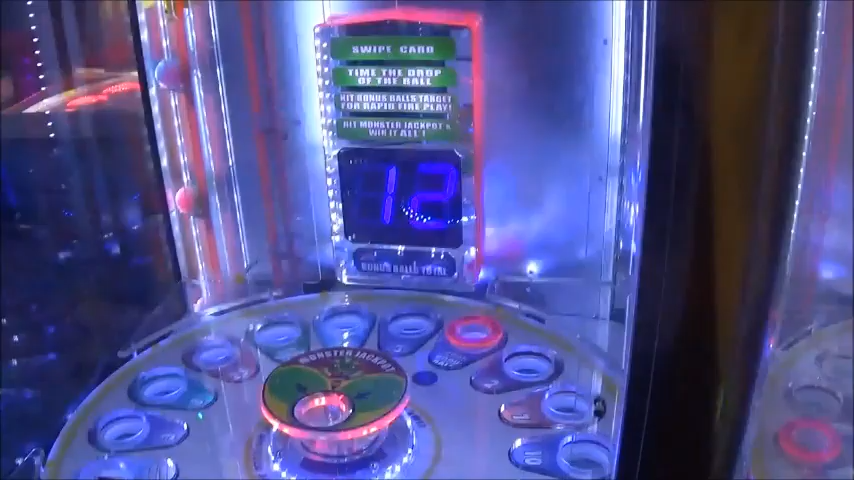 SWIPE CARD
TIME THE DROP
OF THE BALL
HIT BONUS BALLS TARGET
FOR RAPID FIRE PLAY!
HIT MONSTER JACKPOT &
WIN IT ALL!
12
BONUS BALLS TOTAL
MONSTER JACKPOT